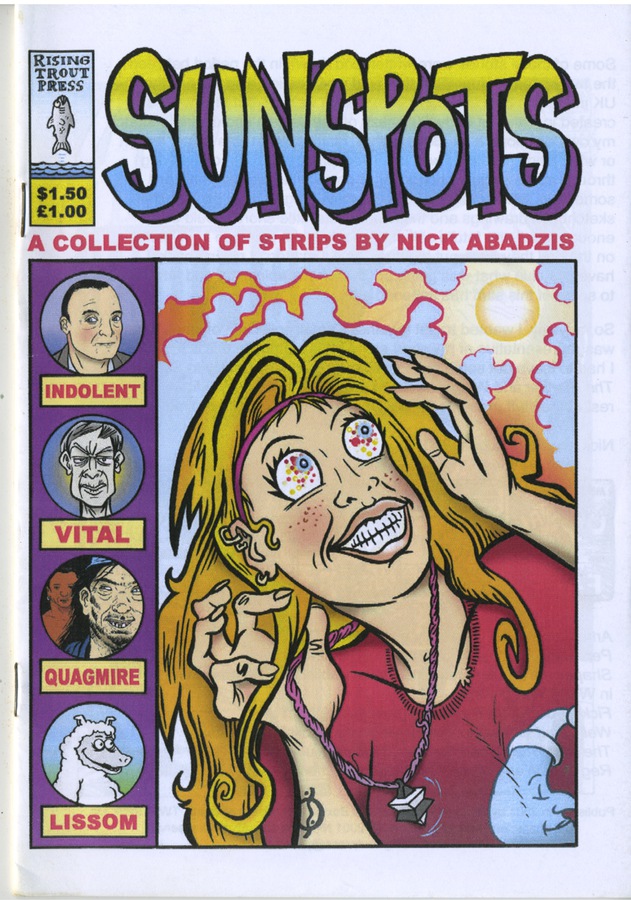 RISING
TROUT
PRESS
$1.50
£1.00
SUNSPOTS
A COLLECTION OF STRIPS BY NICK ABADZIS
INDOLENT
VITAL
QUAGMIRE
LISSOM